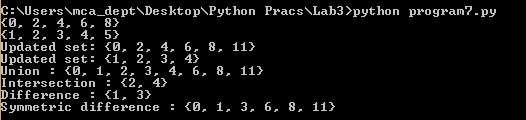 C:\Users\mca_dept\Desktop\Python Pracs\Lab3>python program7.py
{0, 2, 4, 6, 8}
{1, 2, 3, 4, 5}
Updated set: {0, 2, 4, 6, 8, 11}
Updated set: {1, 2, 3, 4}
Union : {0, 1, 2, 3, 4, 6, 8, 11}
Intersection : {2, 4}
Difference : {1, 3}
Symmetric difference : {0, 1, 3, 6, 8, 11}